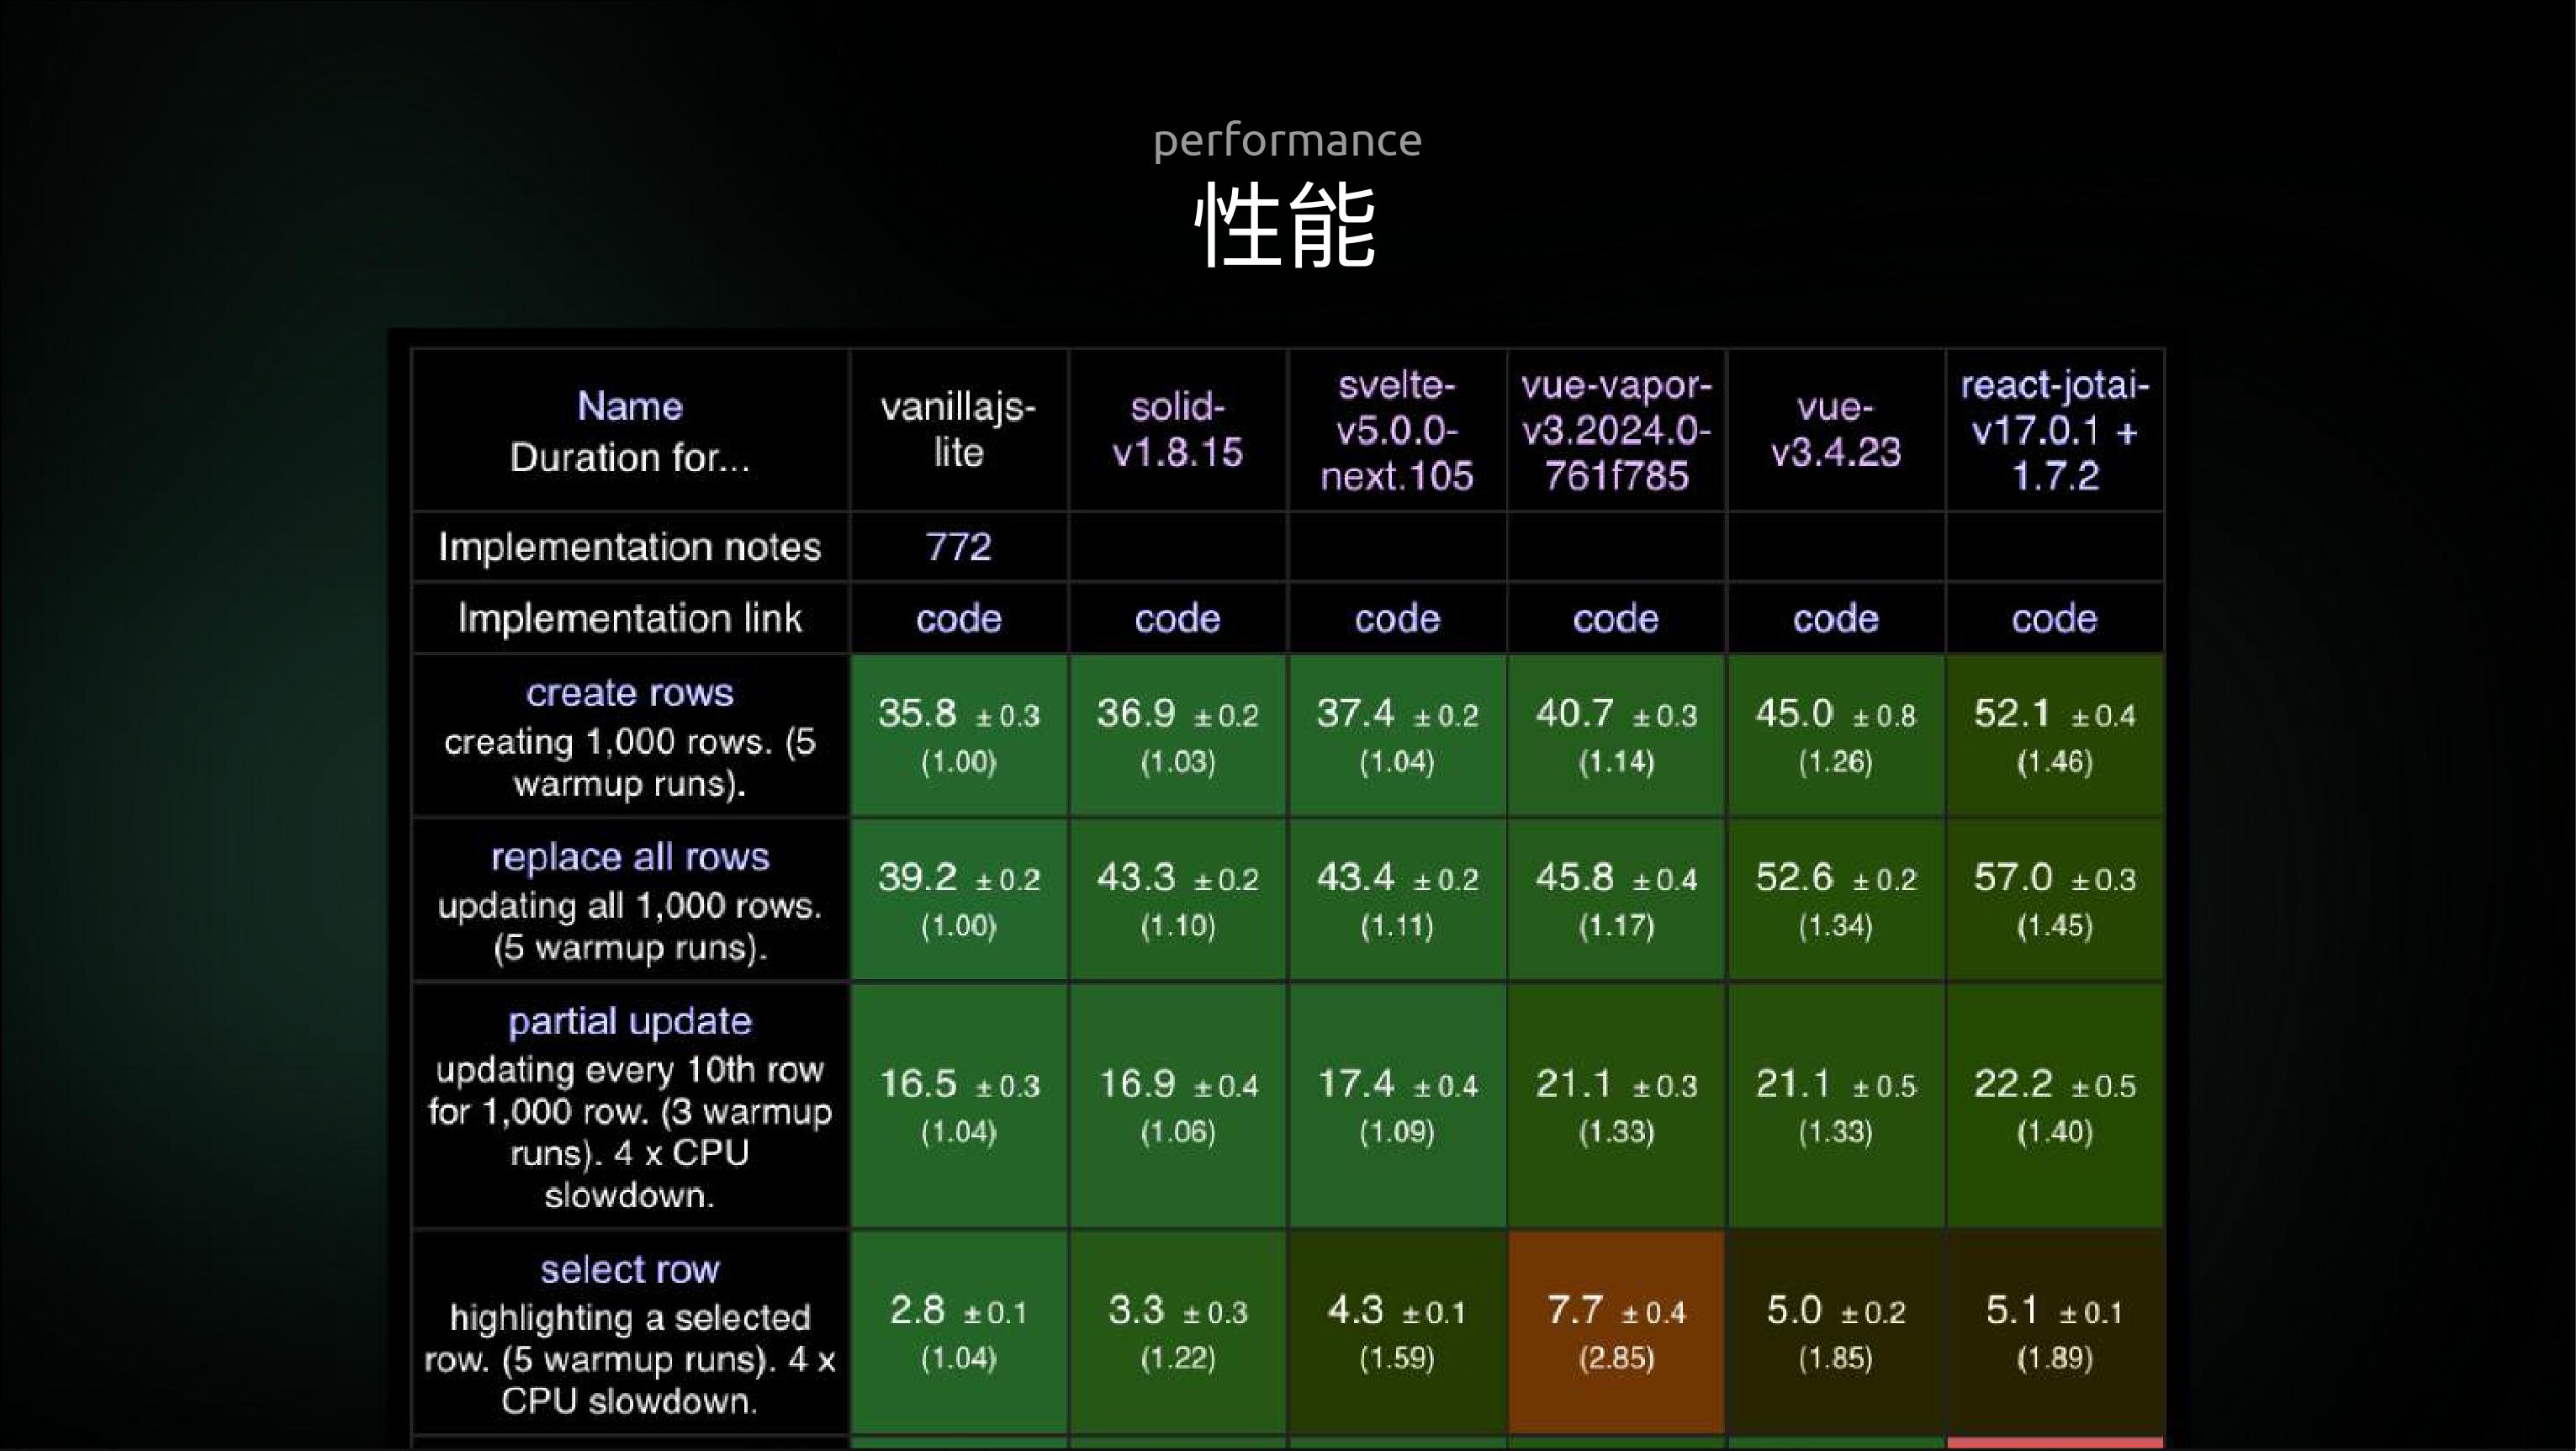 performance
性能
Name
Duration for...
vanillajs-
lite
solid-
v1.8.15
svelte-
v5.0.0-
next.105
vue-vapor-
v3.2024.0-
761f785
vue-
v3.4.23
react-jotai-
v17.0.1 +
1.7.2
Implementation notes
772
Implementation link
code
code
code
code
code
code
create rows
creating 1,000 rows. (5
warmup runs).
35.8 ±0.3
(1.00)
36.9 ±0.2
(1.03)
37.4 ±0.2
(1.04)
40.7 ±0.3
(1.14)
45.0 ±0.8
(1.26)
52.1 ±0.4
(1.46)
replace all rows
updating all 1,000 rows.
(5 warmup runs).
39.2 ±0.2
(1.00)
43.3 ±0.2
(1.10)
43.4 ±0.2
(1.11)
45.8 ±0.4
(1.17)
52.6 ±0.2
(1.34)
57.0 ±0.3
(1.45)
partial update
updating every 10th row
for 1,000 row. (3 warmup
runs). 4 x CPU
slowdown.
16.5 ±0.3
(1.04)
16.9 ±0.4
(1.06)
17.4 ±0.4
(1.09)
21.1 ±0.3
(1.33)
21.1 ±0.5
(1.33)
22.2 ±0.5
(1.40)
select row
highlighting a selected
row. (5 warmup runs). 4 x
CPU slowdown.
2.8 ±0.1
(1.04)
3.3 ±0.3
(1.22)
4.3 ±0.1
(1.59)
7.7 ±0.4
(2.85)
5.0 ±0.2
(1.85)
5.1 ±0.1
(1.89)